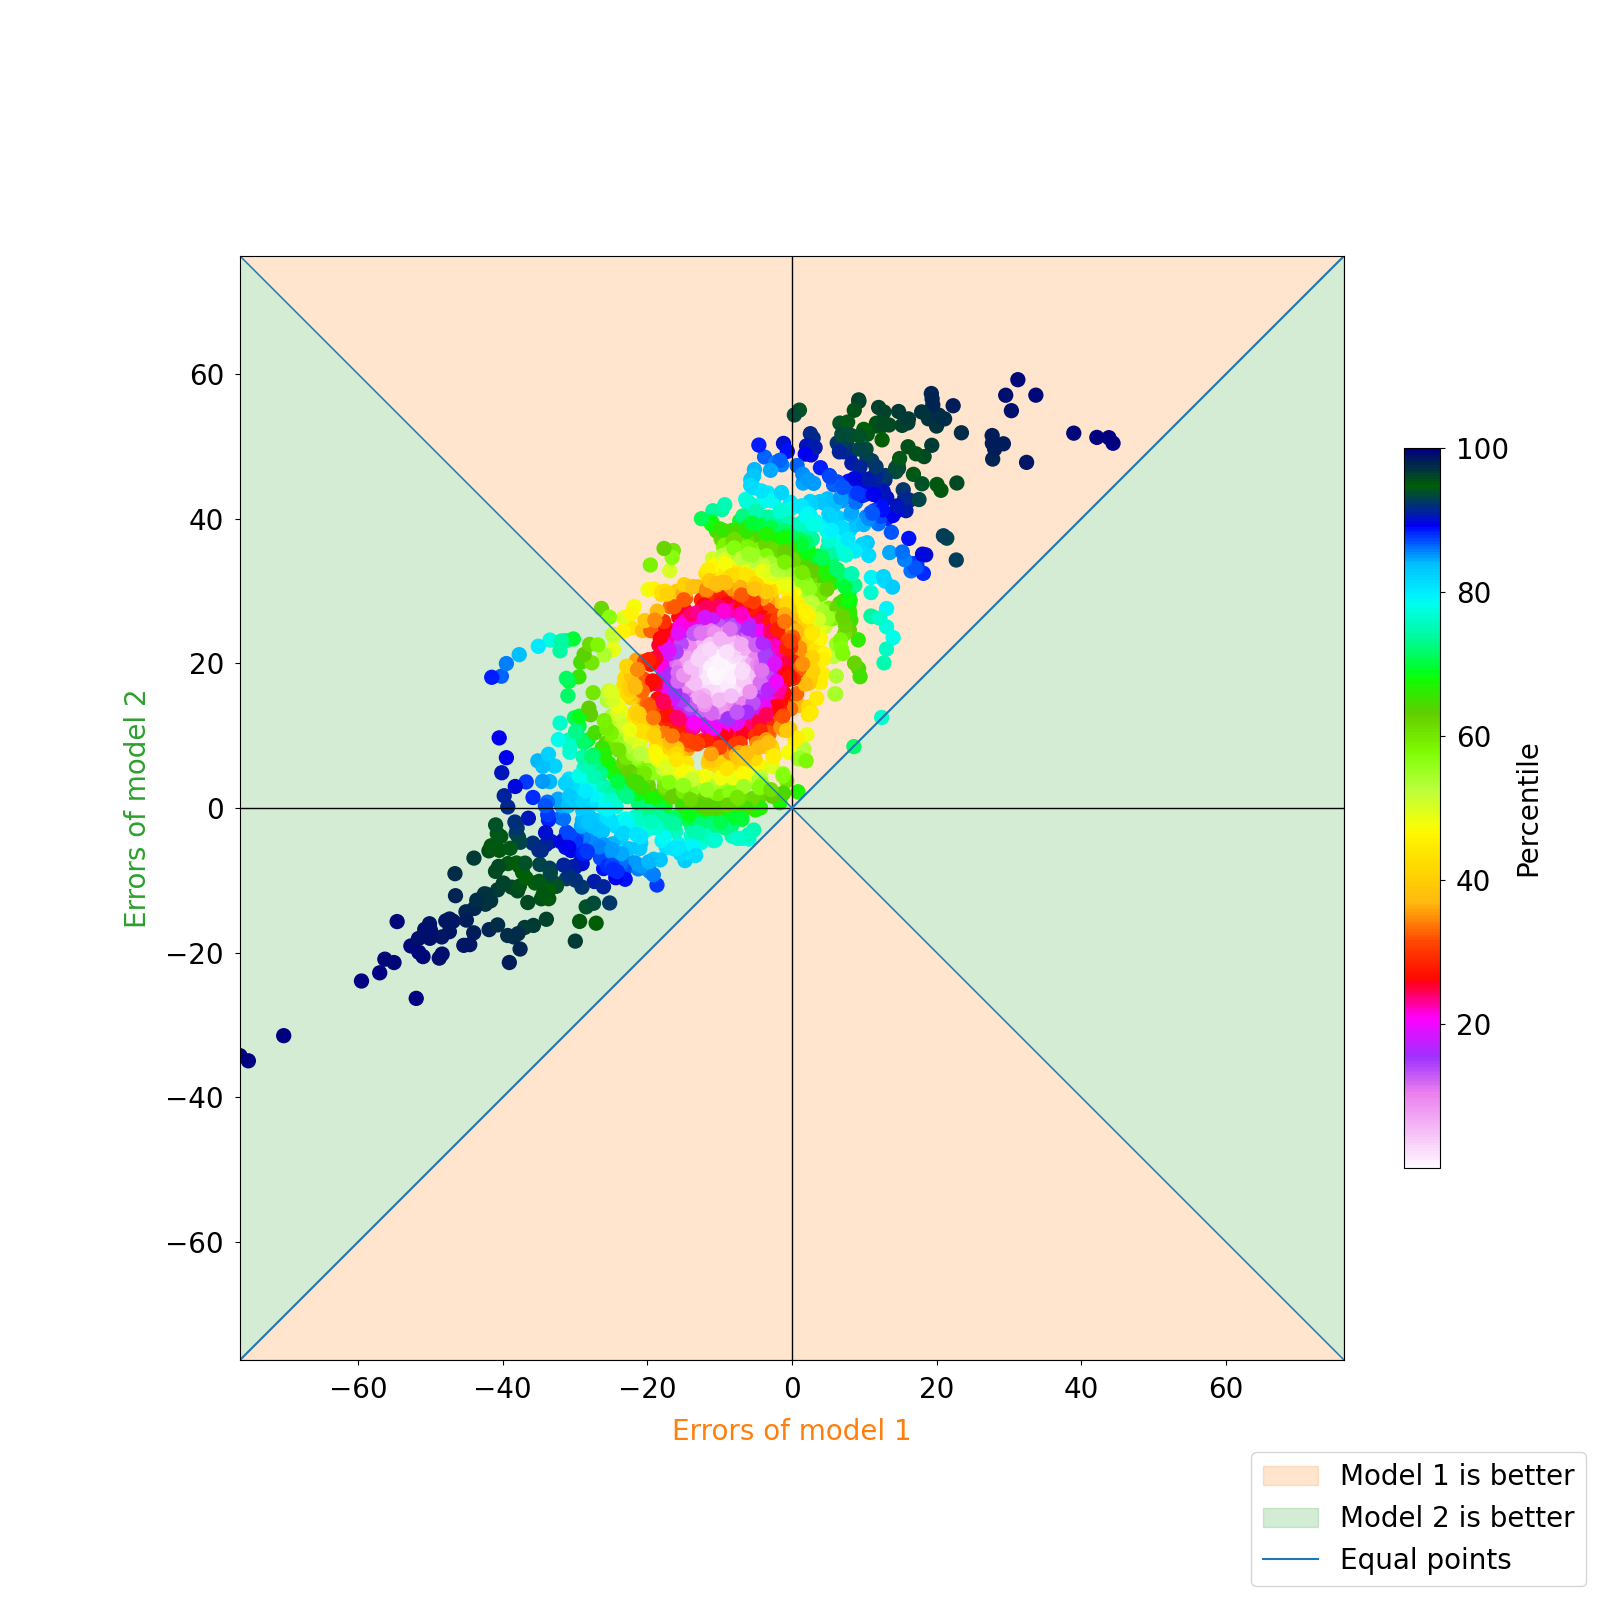 60
40
20
0
−20
−40
−60
Errors of model 2
−60 −40 −20 0 20 40 60
Errors of model 1
100
80
60
40
20
Percentile
Model 1 is better
Model 2 is better
Equal points